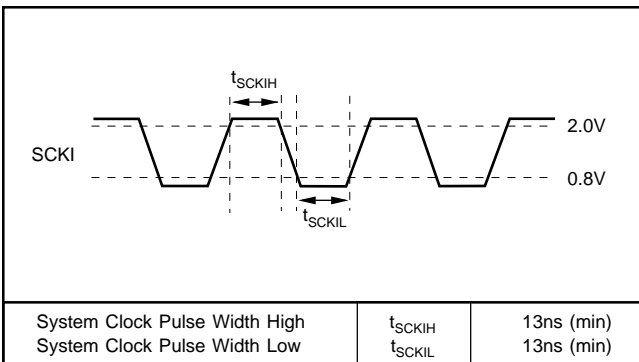 t_SCKIH
2.0V
SCKI
0.8V
t_SCKIL
System Clock Pulse Width High t_SCKIH 13ns (min)
System Clock Pulse Width Low t_SCKIL 13ns (min)